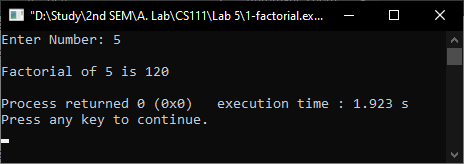 "D:\Study\2nd SEM\A. Lab\CS111\Lab 5\1-factorial.ex...
Enter Number: 5
Factorial of 5 is 120
Process returned 0 (0x0)   execution time : 1.923 s
Press any key to continue.